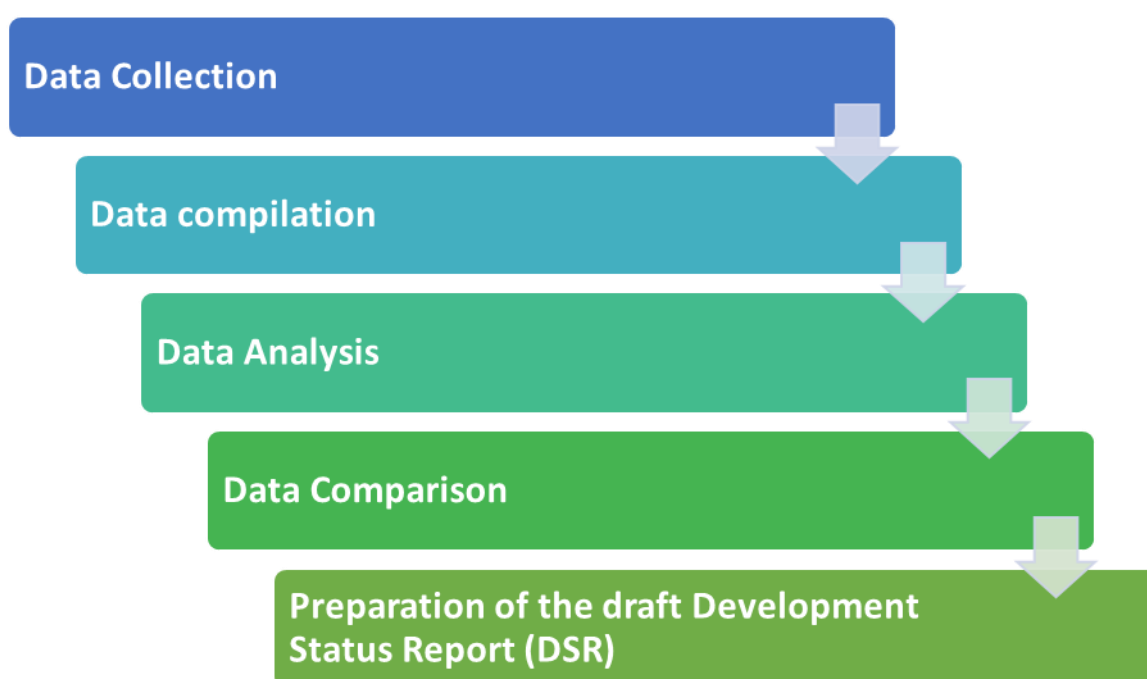 Data Collection
Data compilation
Data Analysis
Data Comparison
Preparation of the draft Development
Status Report (DSR)